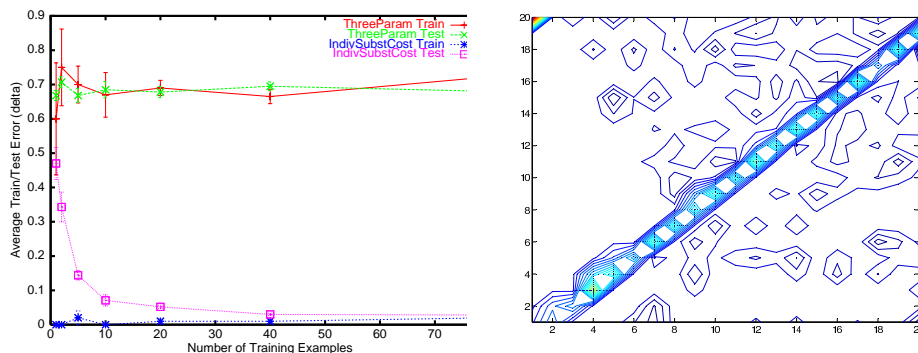 ThreeParam Train
ThreeParam Test
IndivSubstCost Train
IndivSubstCost Test
Average Train/Test Error (delta)
0.9
0.8
0.7
0.6
0.5
0.4
0.3
0.2
0.1
0
0 10 20 30 40 50 60 70
Number of Training Examples
20
18
16
14
12
10
8
6
4
2
2 4 6 8 10 12 14 16 18 20